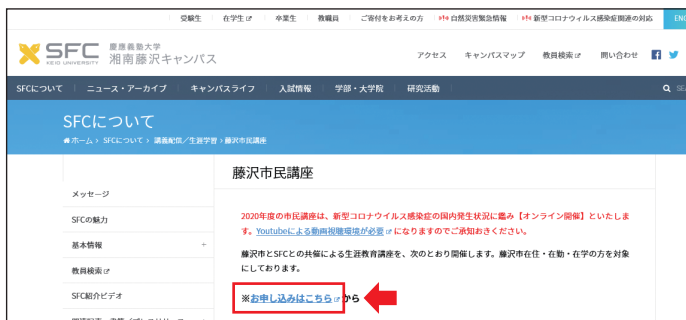 受験生 在学生 卒業生 教職員 ご寄付をお考えの方 自然災害緊急情報 新型コロナウィルス感染症関連の対応 ENG
SFC 慶應義塾大学
KEIO UNIVERSITY 湘南藤沢キャンパス
アクセス キャンパスマップ 教員検索 問い合わせ
SFCについて ニュース・アーカイブ キャンパスライフ 入試情報 学部・大学院 研究活動 SEA
SFCについて
ホーム > SFCについて > 講義配信／生涯学習 > 藤沢市民講座
メッセージ
SFCの魅力
基本情報 +
教員検索
SFC紹介ビデオ
藤沢市民講座
2020年度の市民講座は、新型コロナウイルス感染症の国内発生状況に鑑み【オンライン開催】といたしま
す。Youtubeによる動画視聴環境が必要 になりますのでご承知おきください。
藤沢市とSFCとの共催による生涯教育講座を、次のとおり開催します。藤沢市在住・在勤・在学の方を対象
にしております。
※お申し込みはこちら から